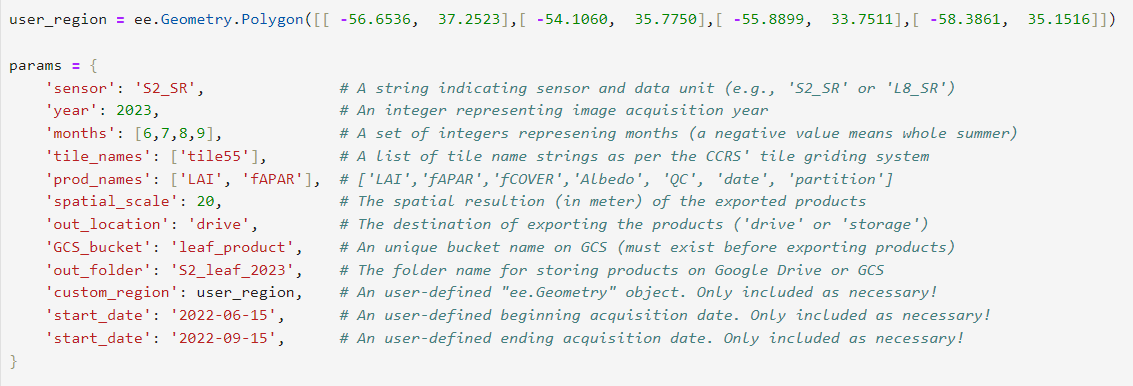 user_region = ee.Geometry.Polygon([[ -56.6536,  37.2523],[ -54.1060,  35.7750],[ -55.8899,  33.7511],[ -58.3861,  35.1516]])
params = {
    'sensor': 'S2_SR',               # A string indicating sensor and data unit (e.g., 'S2_SR' or 'L8_SR')
    'year': 2023,                    # An integer representing image acquisition year
    'months': [6,7,8,9],             # A set of integers represening months (a negative value means whole summer)
    'tile_names': ['tile55'],        # A list of tile name strings as per the CCRS' tile griding system
    'prod_names': ['LAI', 'fAPAR'],  # ['LAI','fAPAR','fCOVER','Albedo', 'QC', 'date', 'partition']
    'spatial_scale': 20,             # The spatial resultion (in meter) of the exported products
    'out_location': 'drive',         # The destination of exporting the products ('drive' or 'storage')
    'GCS_bucket': 'leaf_product',    # An unique bucket name on GCS (must exist before exporting products)
    'out_folder': 'S2_leaf_2023',    # The folder name for storing products on Google Drive or GCS
    'custom_region': user_region,    # An user-defined "ee.Geometry" object. Only included as necessary!
    'start_date': '2022-06-15',      # An user-defined beginning acquisition date. Only included as necessary!
    'start_date': '2022-09-15',      # An user-defined ending acquisition date. Only included as necessary!
}